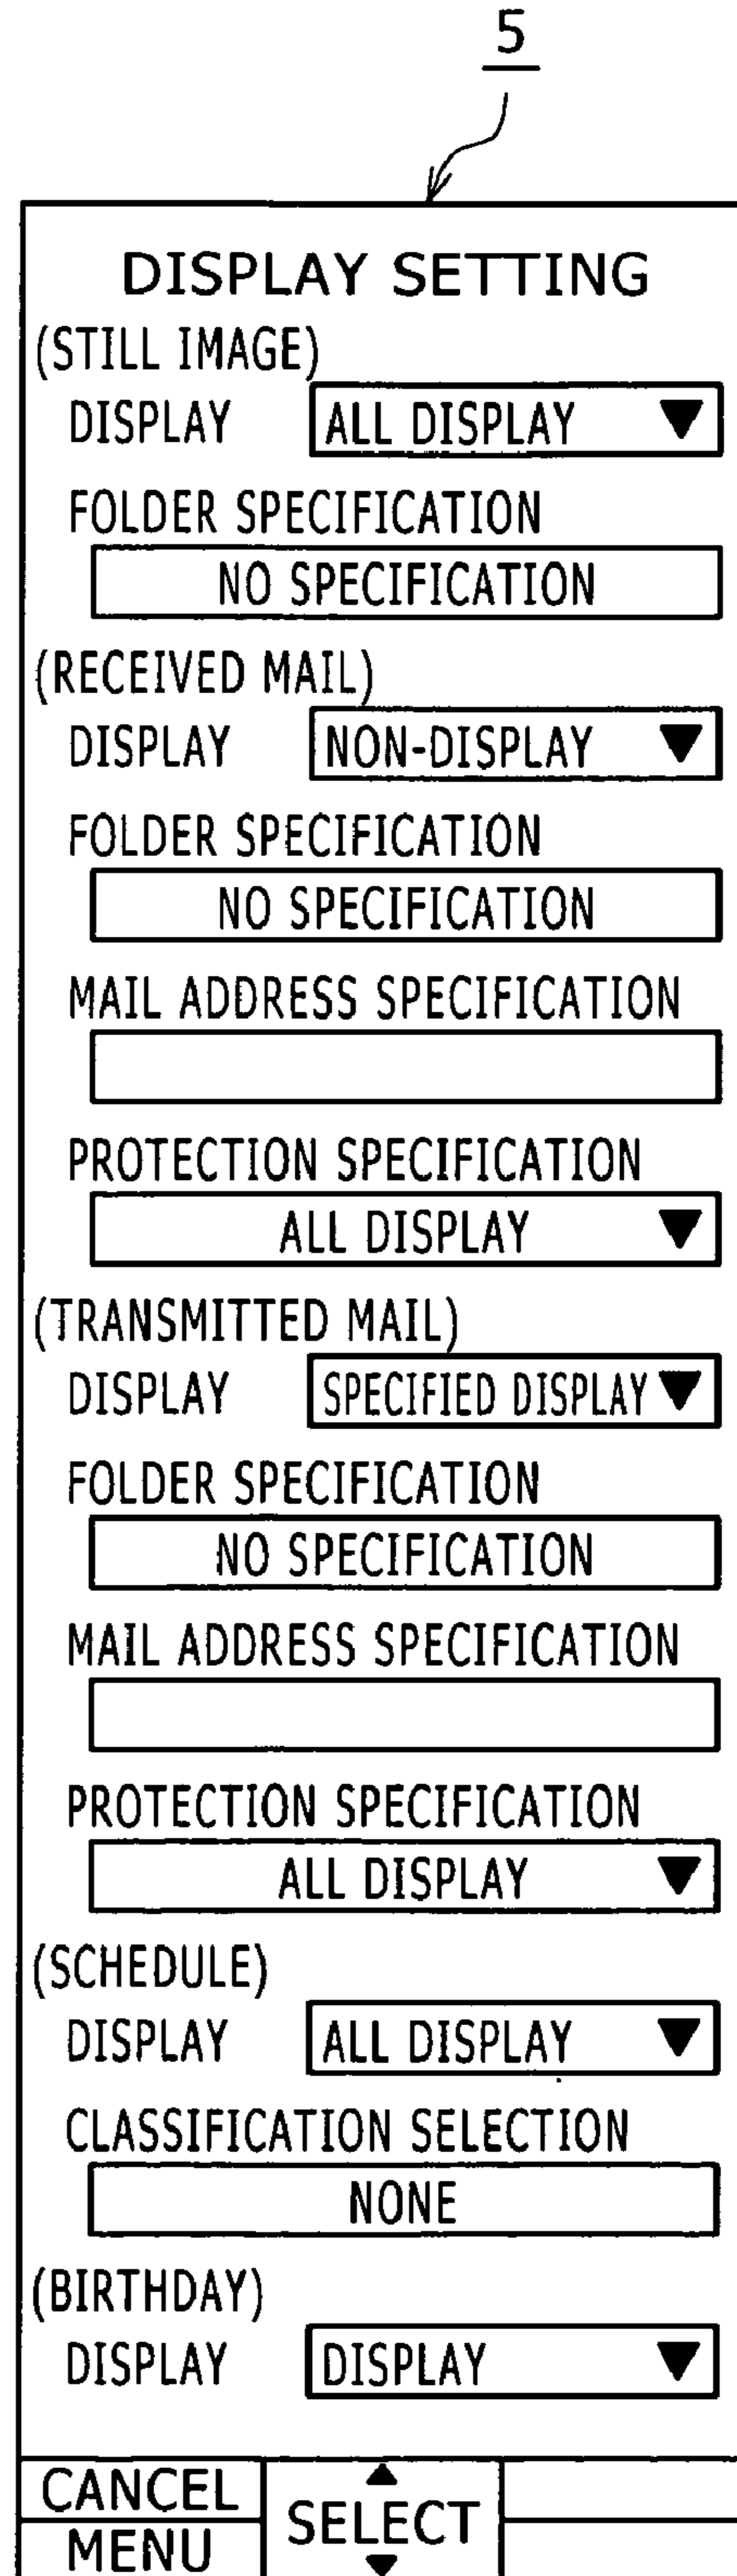 5
DISPLAY SETTING
(STILL IMAGE)
DISPLAY ALL DISPLAY ▼
FOLDER SPECIFICATION
NO SPECIFICATION
(RECEIVED MAIL)
DISPLAY NON-DISPLAY ▼
FOLDER SPECIFICATION
NO SPECIFICATION
MAIL ADDRESS SPECIFICATION
PROTECTION SPECIFICATION
ALL DISPLAY ▼
(TRANSMITTED MAIL)
DISPLAY SPECIFIED DISPLAY ▼
FOLDER SPECIFICATION
NO SPECIFICATION
MAIL ADDRESS SPECIFICATION
PROTECTION SPECIFICATION
ALL DISPLAY ▼
(SCHEDULE)
DISPLAY ALL DISPLAY ▼
CLASSIFICATION SELECTION
NONE
(BIRTHDAY)
DISPLAY DISPLAY ▼
CANCEL
▲
SELECT
▼
MENU